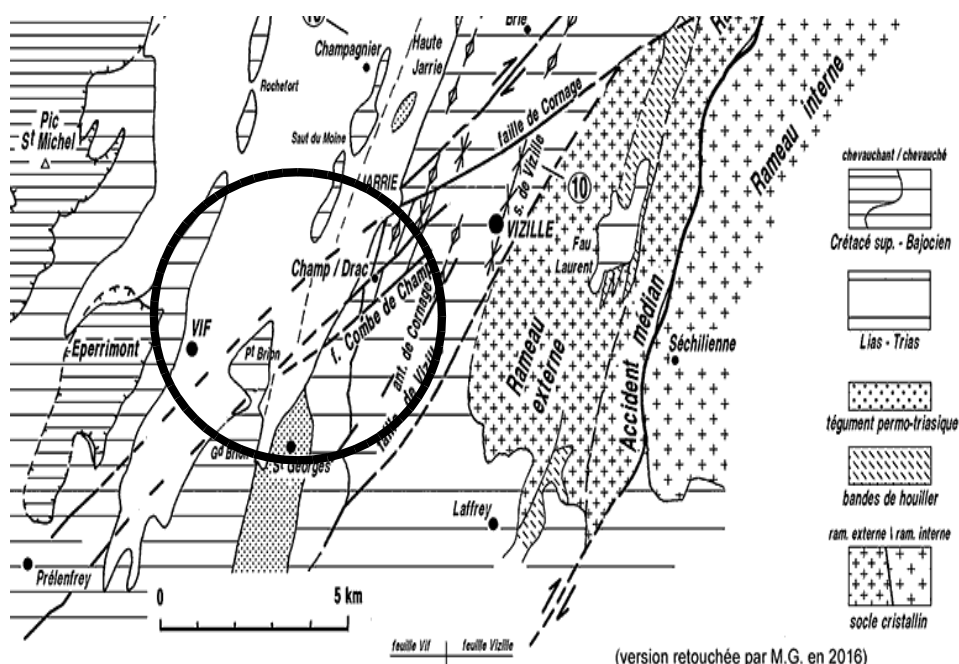 10
Brié
Champagnier
Haute
Jarrie
Rochefort
Pic
St Michel
Saut du Moine
JARRIE
faille de Cornage
s. de Vizille
10
VIZILLE
Fau
Laurent
Rameau interne
Champ / Drac
f. Combe de Champ
ant. de Cornage
faille de Vizille
VIF
Pt Brion
Eperrimont
Gd Brion
St Georges
Rameau
externe
Accident médian
Séchilienne
Laffrey
Prélenfrey
0 5 km
feuille Vif feuille Vizille
chevauchant / chevauché
Crétacé sup. - Bajocien
Lias - Trias
tégument permo-triasique
bandes de houiller
ram. externe \ ram. interne
socle cristallin
(version retouchée par M.G. en 2016)